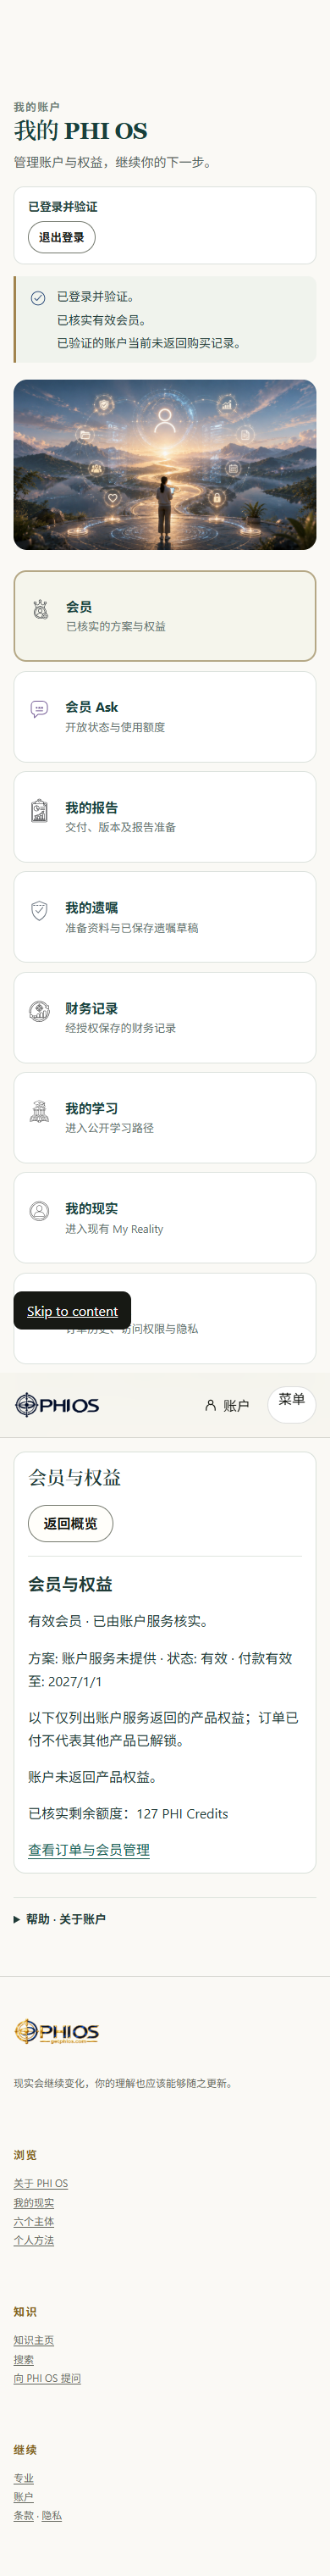 我的账户
我的 PHI OS
管理账户与权益，继续你的下一步。
已登录并验证
退出登录
已登录并验证。
已核实有效会员。
已验证的账户当前未返回购买记录。
会员
已核实的方案与权益
会员 Ask
开放状态与使用额度
我的报告
交付、版本及报告准备
我的遗嘱
准备资料与已保存遗嘱草稿
财务记录
经授权保存的财务记录
我的学习
进入公开学习路径
我的现实
进入现有 My Reality
Skip to content
订单历史、访问权限与隐私
PHIOS
账户
菜单
会员与权益
返回概览
会员与权益
有效会员 · 已由账户服务核实。
方案: 账户服务未提供 · 状态: 有效 · 付款有效
至: 2027/1/1
以下仅列出账户服务返回的产品权益；订单已
付不代表其他产品已解锁。
账户未返回产品权益。
已核实剩余额度：127 PHI Credits
查看订单与会员管理
帮助 · 关于账户
PHIOS
现实会继续变化，你的理解也应该能够随之更新。
浏览
关于 PHI OS
我的现实
六个主体
个人方法
知识
知识主页
搜索
向 PHI OS 提问
继续
专业
账户
条款 · 隐私